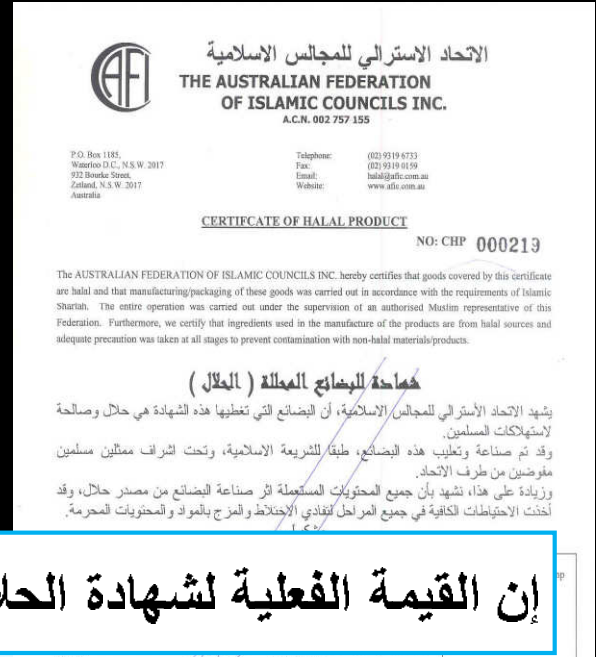 الاتحاد الاسترالي للمجالس الاسلامية
AFI
THE AUSTRALIAN FEDERATION
OF ISLAMIC COUNCILS INC.
A.C.N. 002 757 155
P.O. Box 1185,
Waterloo D.C., N.S.W. 2017
932 Bourke Street,
Zetland, N.S.W. 2017
Australia
Telephone: (02) 9319 6733
Fax: (02) 9319 0159
Email: halal@afic.com.au
Website: www.afic.com.au
CERTIFCATE OF HALAL PRODUCT
NO: CHP 000219
The AUSTRALIAN FEDERATION OF ISLAMIC COUNCILS INC. hereby certifies that goods covered by this certificate
are halal and that manufacturing/packaging of these goods was carried out in accordance with the requirements of Islamic
Shariah. The entire operation was carried out under the supervision of an authorised Muslim representative of this
Federation. Furthermore, we certify that ingredients used in the manufacture of the products are from halal sources and
adequate precaution was taken at all stages to prevent contamination with non-halal materials/products.
شهادة للبضائع المحللة ( الحلال )
يشهد الاتحاد الأسترالي للمجالس الاسلامية، أن البضائع التي تغطيها هذه الشهادة هي حلال وصالحة
لاستهلاكات المسلمين.
وقد تم صناعة وتعليب هذه البضائع، طبقا للشريعة الاسلامية، وتحت اشراف ممثلين مسلمين
مفوضين من طرف الاتحاد.
وزيادة على هذا، نشهد بأن جميع المحتويات المستعملة اثر صناعة البضائع من مصدر حلال، وقد
أخذت الاحتياطات الكافية في جميع المراحل لتفادي الاختلاط والمزج بالمواد والمحتويات المحرمة.
إن القيمة الفعلية لشهادة